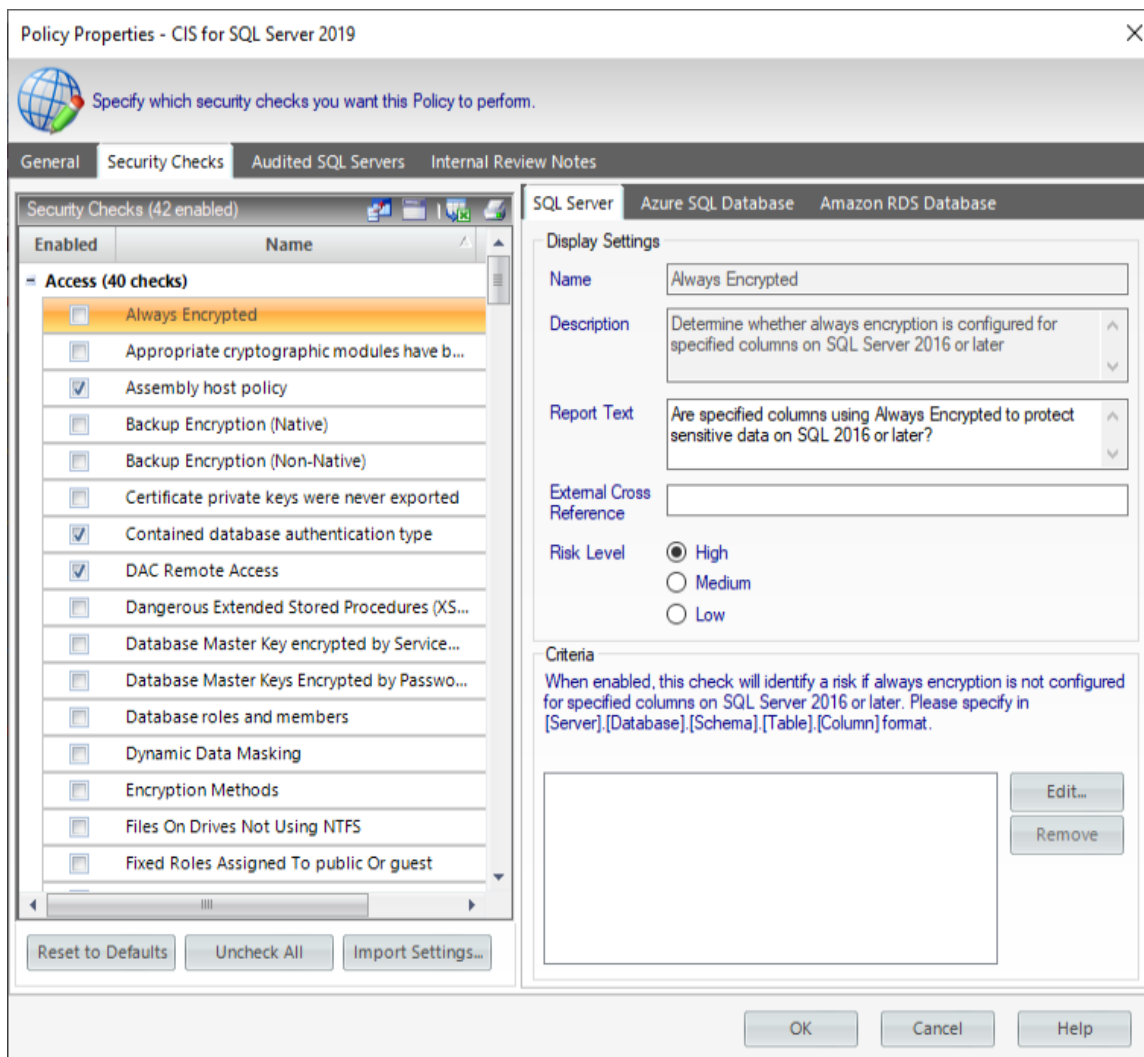 Policy Properties - CIS for SQL Server 2019
Specify which security checks you want this Policy to perform.
General Security Checks Audited SQL Servers Internal Review Notes
Security Checks (42 enabled)
Enabled Name
Access (40 checks)
Always Encrypted
Appropriate cryptographic modules have b...
Assembly host policy
Backup Encryption (Native)
Backup Encryption (Non-Native)
Certificate private keys were never exported
Contained database authentication type
DAC Remote Access
Dangerous Extended Stored Procedures (XS...
Database Master Key encrypted by Service...
Database Master Keys Encrypted by Passwo...
Database roles and members
Dynamic Data Masking
Encryption Methods
Files On Drives Not Using NTFS
Fixed Roles Assigned To public Or guest
Reset to Defaults Uncheck All Import Settings...
SQL Server Azure SQL Database Amazon RDS Database
Display Settings
Name Always Encrypted
Description Determine whether always encryption is configured for
specified columns on SQL Server 2016 or later
Report Text Are specified columns using Always Encrypted to protect
sensitive data on SQL 2016 or later?
External Cross
Reference
Risk Level High
Medium
Low
Criteria
When enabled, this check will identify a risk if always encryption is not configured
for specified columns on SQL Server 2016 or later. Please specify in
[Server].[Database].[Schema].[Table].[Column] format.
Edit...
Remove
OK Cancel Help